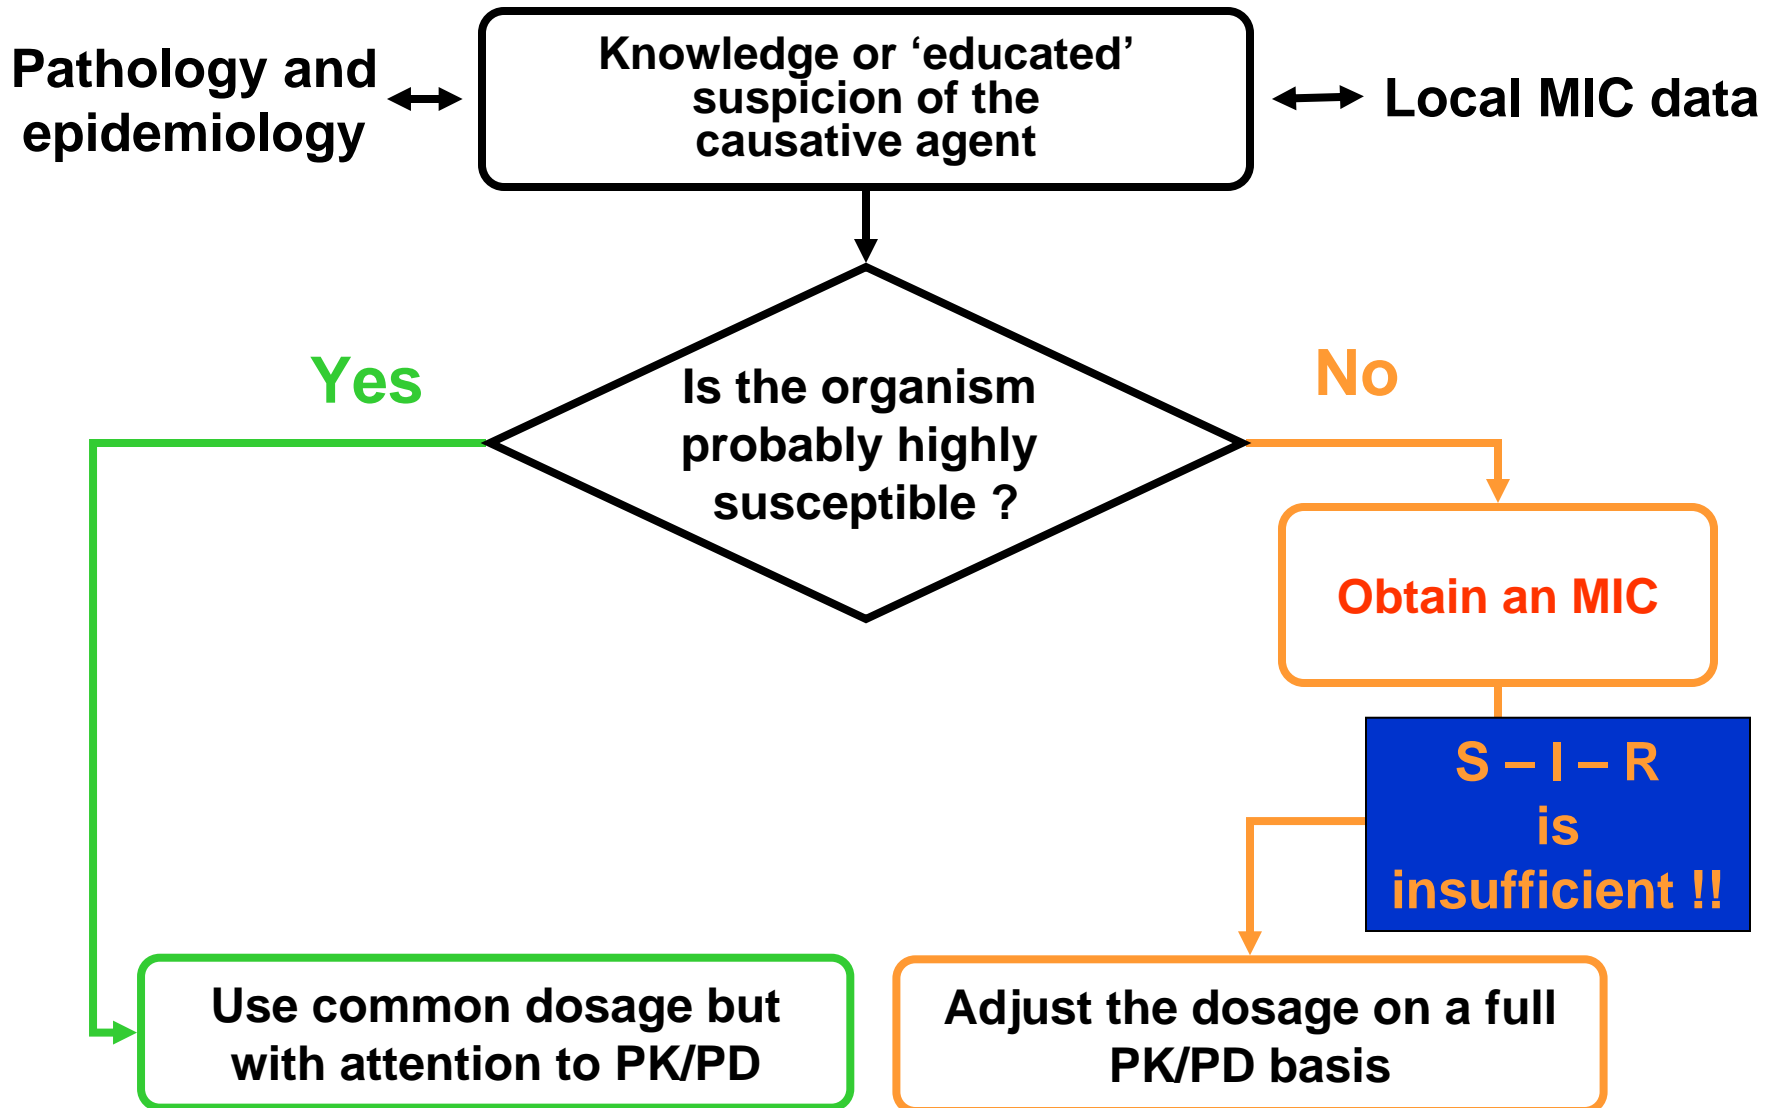 Pathology and
epidemiology
Knowledge or ‘educated’
suspicion of the
causative agent
Local MIC data
Yes
Is the organism
probably highly
susceptible ?
No
Obtain an MIC
S – I – R
is
insufficient !!
Use common dosage but
with attention to PK/PD
Adjust the dosage on a full
PK/PD basis